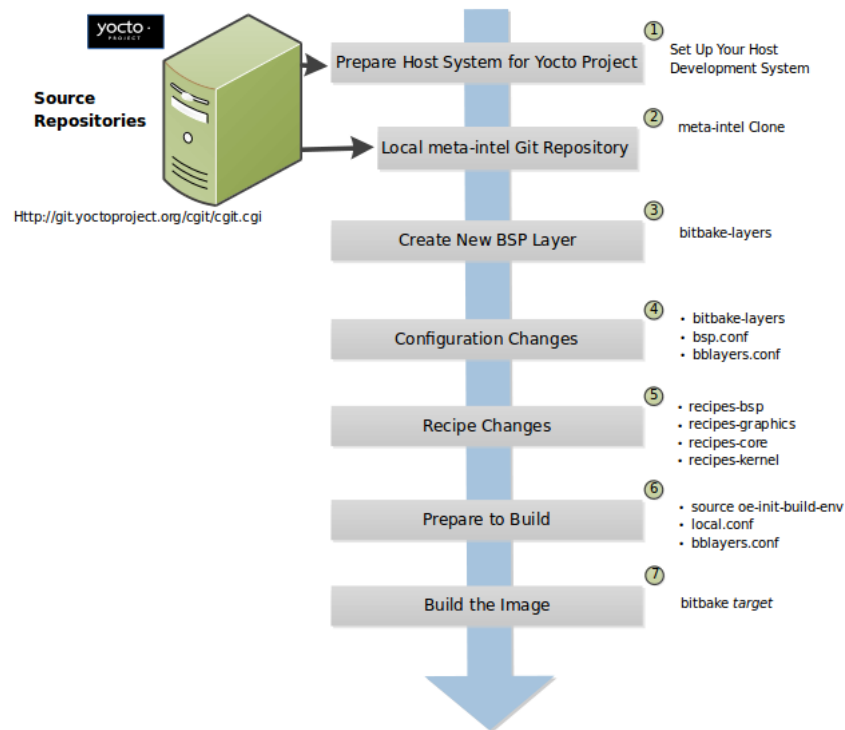 yocto ·
PROJECT
Source
Repositories
Http://git.yoctoproject.org/cgit/cgit.cgi
Prepare Host System for Yocto Project
1
Set Up Your Host
Development System
Local meta-intel Git Repository
2
meta-intel Clone
Create New BSP Layer
3
bitbake-layers
Configuration Changes
4
• bitbake-layers
• bsp.conf
• bblayers.conf
Recipe Changes
5
• recipes-bsp
• recipes-graphics
• recipes-core
• recipes-kernel
Prepare to Build
6
• source oe-init-build-env
• local.conf
• bblayers.conf
Build the Image
7
bitbake target